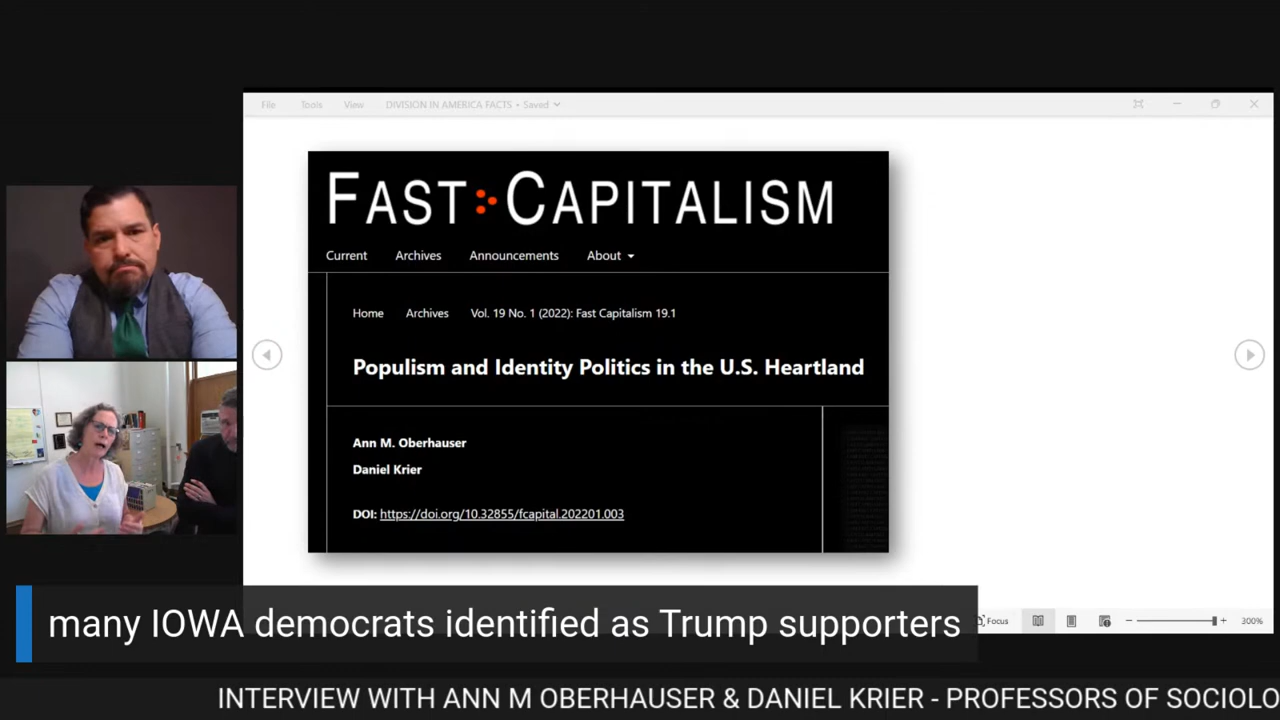 File Tools View DIVISION IN AMERICA FACTS • Saved
FAST CAPITALISM
Current Archives Announcements About
Home Archives Vol. 19 No. 1 (2022): Fast Capitalism 19.1
Populism and Identity Politics in the U.S. Heartland
Ann M. Oberhauser
Daniel Krier
DOI: https://doi.org/10.32855/fcapital.202201.003
many IOWA democrats identified as Trump supporters
Focus
300%
INTERVIEW WITH ANN M OBERHAUSER & DANIEL KRIER - PROFESSORS OF SOCIOLO